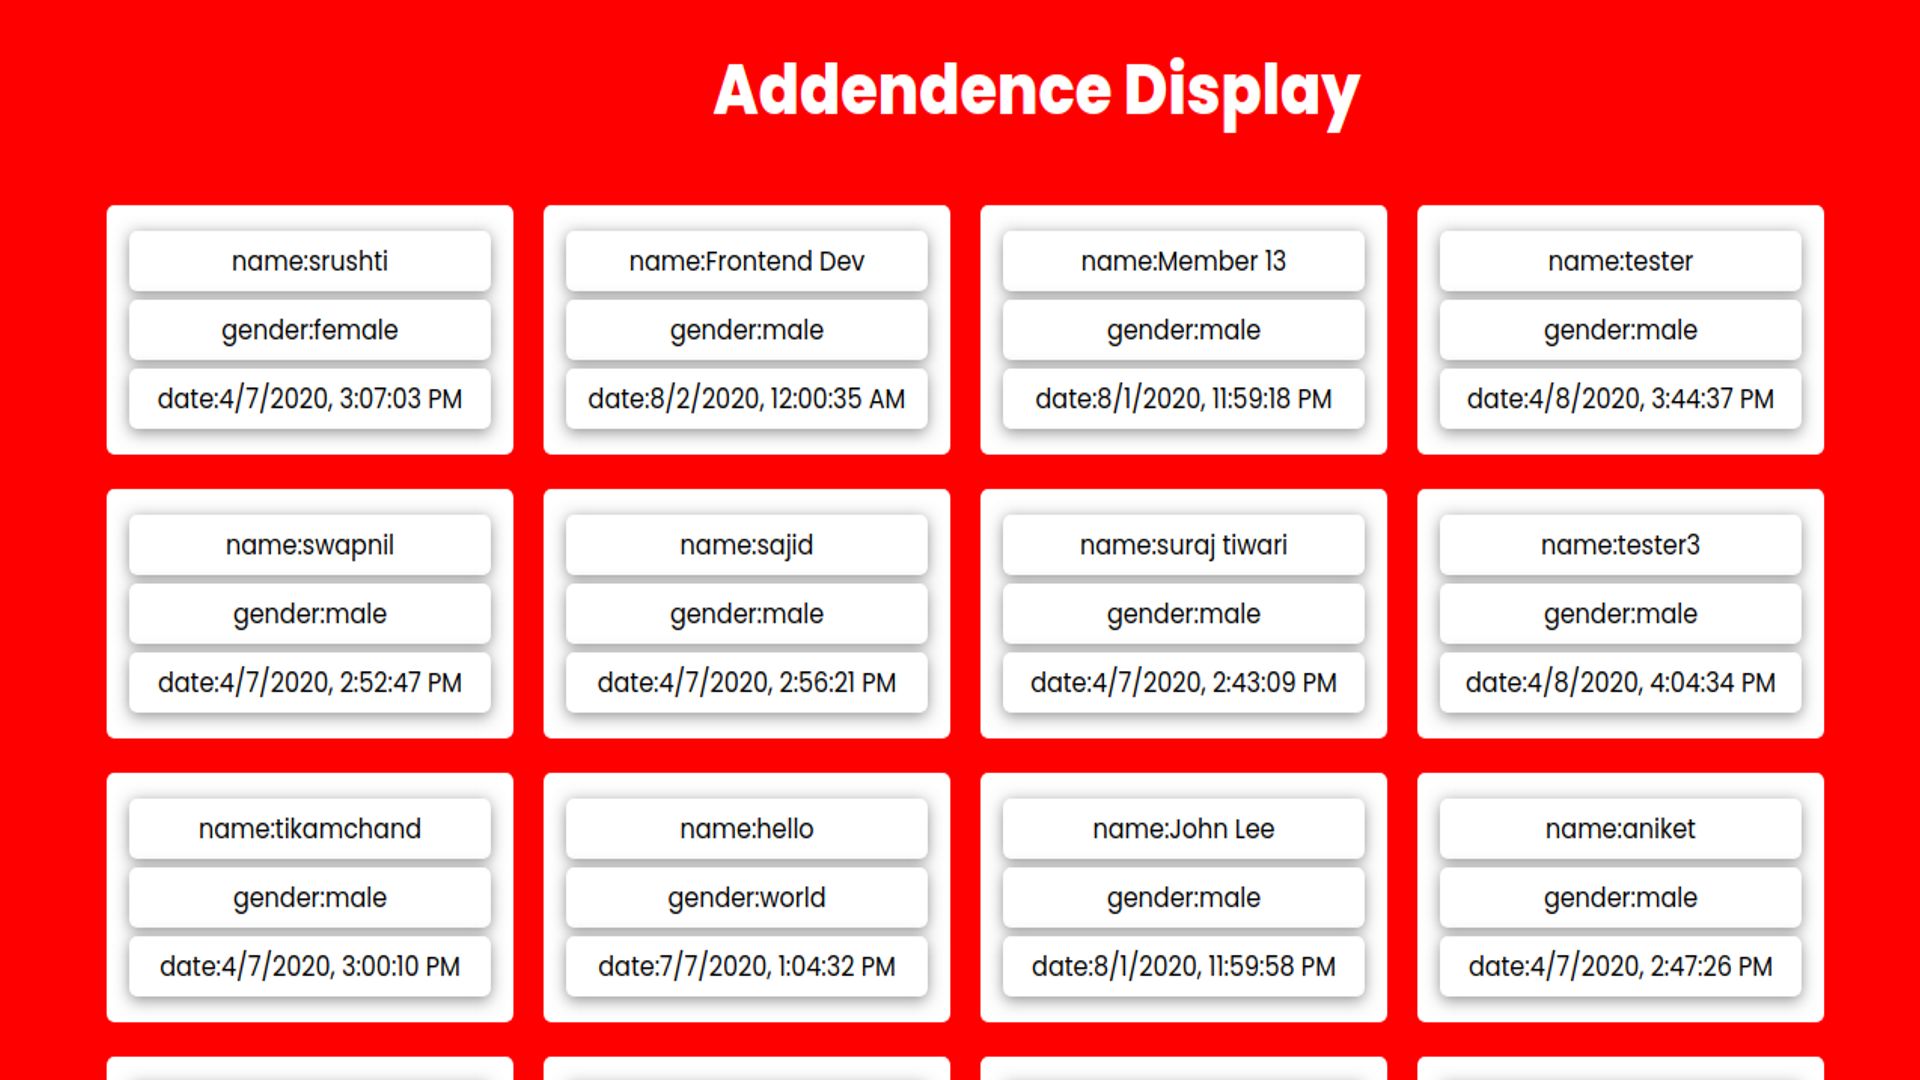 Addendence Display
name:srushti
gender:female
date:4/7/2020, 3:07:03 PM
name:Frontend Dev
gender:male
date:8/2/2020, 12:00:35 AM
name:Member 13
gender:male
date:8/1/2020, 11:59:18 PM
name:tester
gender:male
date:4/8/2020, 3:44:37 PM
name:swapnil
gender:male
date:4/7/2020, 2:52:47 PM
name:sajid
gender:male
date:4/7/2020, 2:56:21 PM
name:suraj tiwari
gender:male
date:4/7/2020, 2:43:09 PM
name:tester3
gender:male
date:4/8/2020, 4:04:34 PM
name:tikamchand
gender:male
date:4/7/2020, 3:00:10 PM
name:hello
gender:world
date:7/7/2020, 1:04:32 PM
name:John Lee
gender:male
date:8/1/2020, 11:59:58 PM
name:aniket
gender:male
date:4/7/2020, 2:47:26 PM